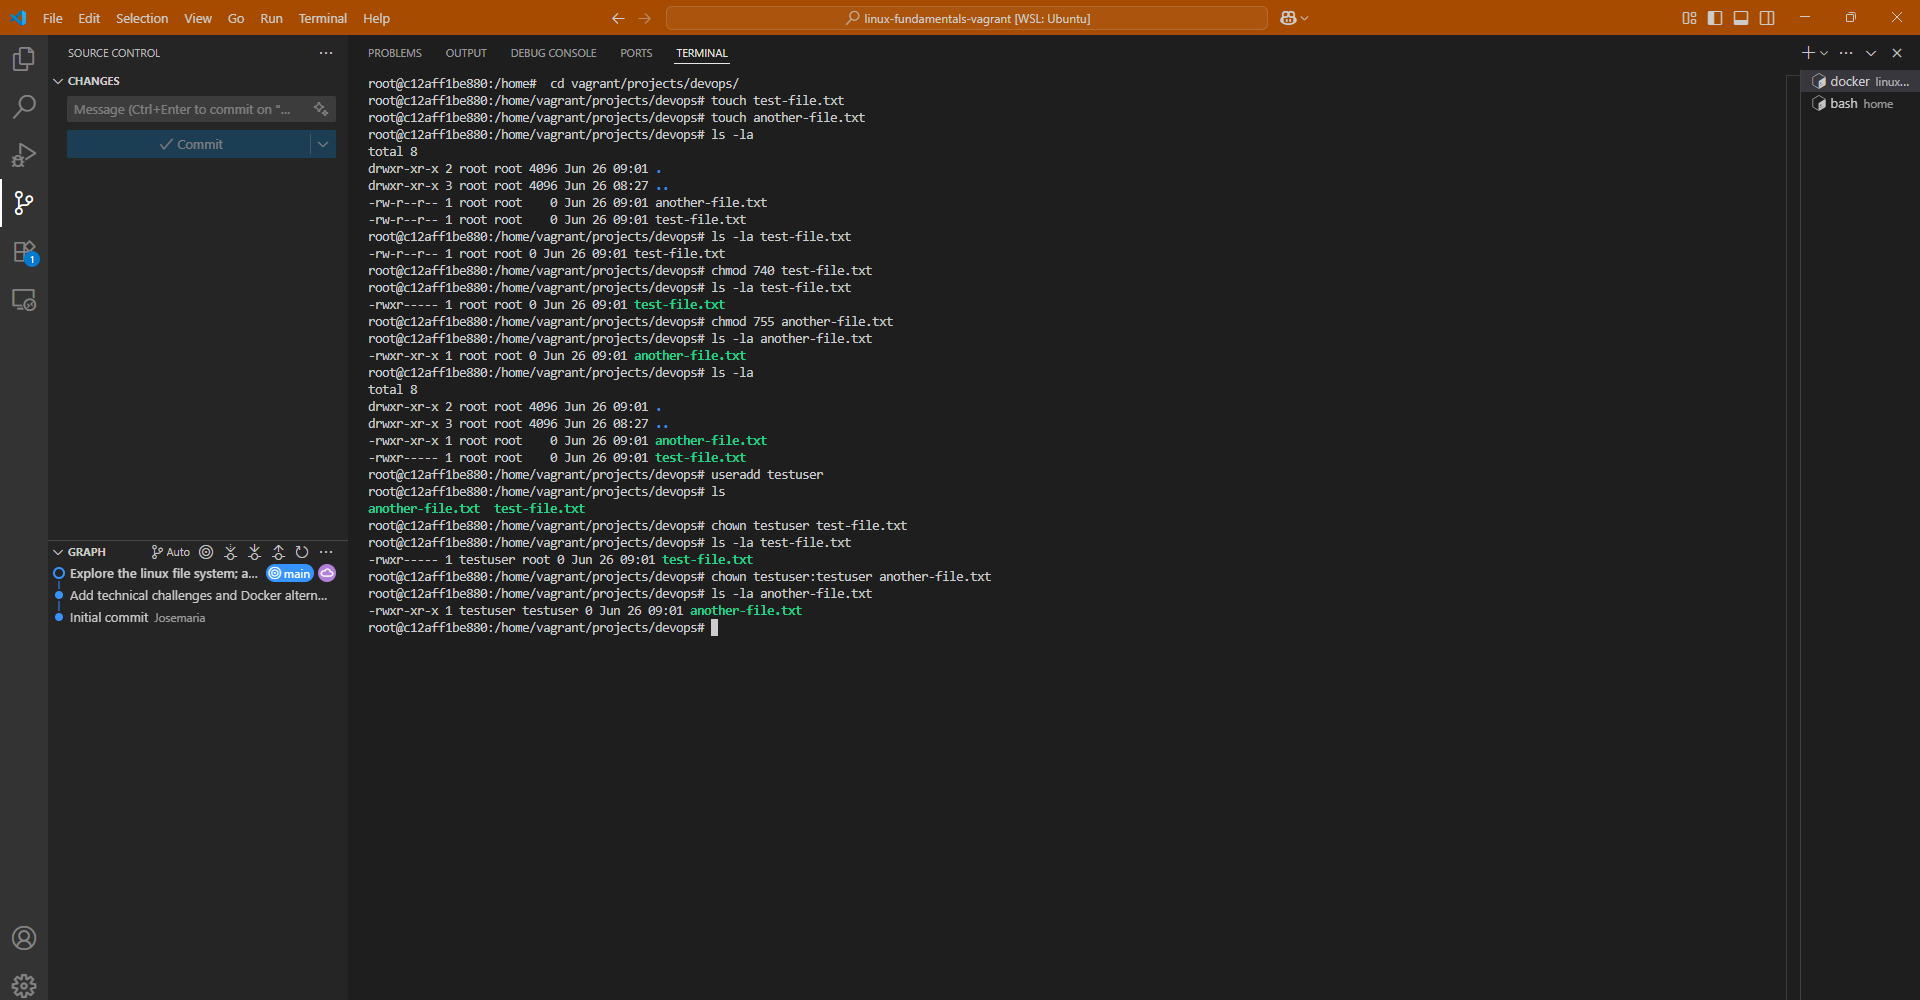 File Edit Selection View Go Run Terminal Help
linux-fundamentals-vagrant [WSL: Ubuntu]
SOURCE CONTROL
CHANGES
Message (Ctrl+Enter to commit on "...
Commit
1
GRAPH
Auto
Explore the linux file system; a... main
Add technical challenges and Docker altern...
Initial commit Josemaria
PROBLEMS OUTPUT DEBUG CONSOLE PORTS TERMINAL
root@c12aff1be880:/home#  cd vagrant/projects/devops/
root@c12aff1be880:/home/vagrant/projects/devops# touch test-file.txt
root@c12aff1be880:/home/vagrant/projects/devops# touch another-file.txt
root@c12aff1be880:/home/vagrant/projects/devops# ls -la
total 8
drwxr-xr-x 2 root root 4096 Jun 26 09:01 .
drwxr-xr-x 3 root root 4096 Jun 26 08:27 ..
-rw-r--r-- 1 root root    0 Jun 26 09:01 another-file.txt
-rw-r--r-- 1 root root    0 Jun 26 09:01 test-file.txt
root@c12aff1be880:/home/vagrant/projects/devops# ls -la test-file.txt
-rw-r--r-- 1 root root 0 Jun 26 09:01 test-file.txt
root@c12aff1be880:/home/vagrant/projects/devops# chmod 740 test-file.txt
root@c12aff1be880:/home/vagrant/projects/devops# ls -la test-file.txt
-rwxr----- 1 root root 0 Jun 26 09:01 test-file.txt
root@c12aff1be880:/home/vagrant/projects/devops# chmod 755 another-file.txt
root@c12aff1be880:/home/vagrant/projects/devops# ls -la another-file.txt
-rwxr-xr-x 1 root root 0 Jun 26 09:01 another-file.txt
root@c12aff1be880:/home/vagrant/projects/devops# ls -la
total 8
drwxr-xr-x 2 root root 4096 Jun 26 09:01 .
drwxr-xr-x 3 root root 4096 Jun 26 08:27 ..
-rwxr-xr-x 1 root root    0 Jun 26 09:01 another-file.txt
-rwxr----- 1 root root    0 Jun 26 09:01 test-file.txt
root@c12aff1be880:/home/vagrant/projects/devops# useradd testuser
root@c12aff1be880:/home/vagrant/projects/devops# ls
another-file.txt  test-file.txt
root@c12aff1be880:/home/vagrant/projects/devops# chown testuser test-file.txt
root@c12aff1be880:/home/vagrant/projects/devops# ls -la test-file.txt
-rwxr----- 1 testuser root 0 Jun 26 09:01 test-file.txt
root@c12aff1be880:/home/vagrant/projects/devops# chown testuser:testuser another-file.txt
root@c12aff1be880:/home/vagrant/projects/devops# ls -la another-file.txt
-rwxr-xr-x 1 testuser testuser 0 Jun 26 09:01 another-file.txt
root@c12aff1be880:/home/vagrant/projects/devops#
docker linux...
bash home